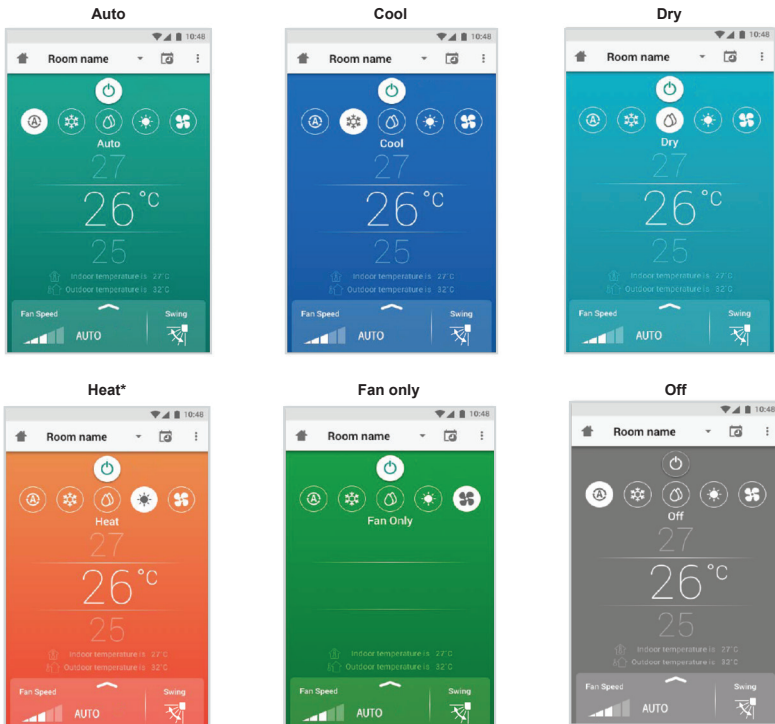 Auto
10:48
Room name
Auto
27
26°C
25
Indoor temperature is 27°C
Outdoor temperature is 32°C
Fan Speed Swing
AUTO
Cool
10:48
Room name
Cool
27
26°C
25
Indoor temperature is 27°C
Outdoor temperature is 32°C
Fan Speed Swing
AUTO
Dry
10:48
Room name
Dry
27
26°C
25
Indoor temperature is 27°C
Outdoor temperature is 32°C
Fan Speed Swing
AUTO
Heat*
10:48
Room name
Heat
27
26°C
25
Indoor temperature is 27°C
Outdoor temperature is 32°C
Fan Speed Swing
AUTO
Fan only
10:48
Room name
Fan Only
Indoor temperature is 27°C
Outdoor temperature is 32°C
Fan Speed Swing
AUTO
Off
10:48
Room name
Off
27
26°C
25
Indoor temperature is 27°C
Outdoor temperature is 32°C
Fan Speed Swing
AUTO